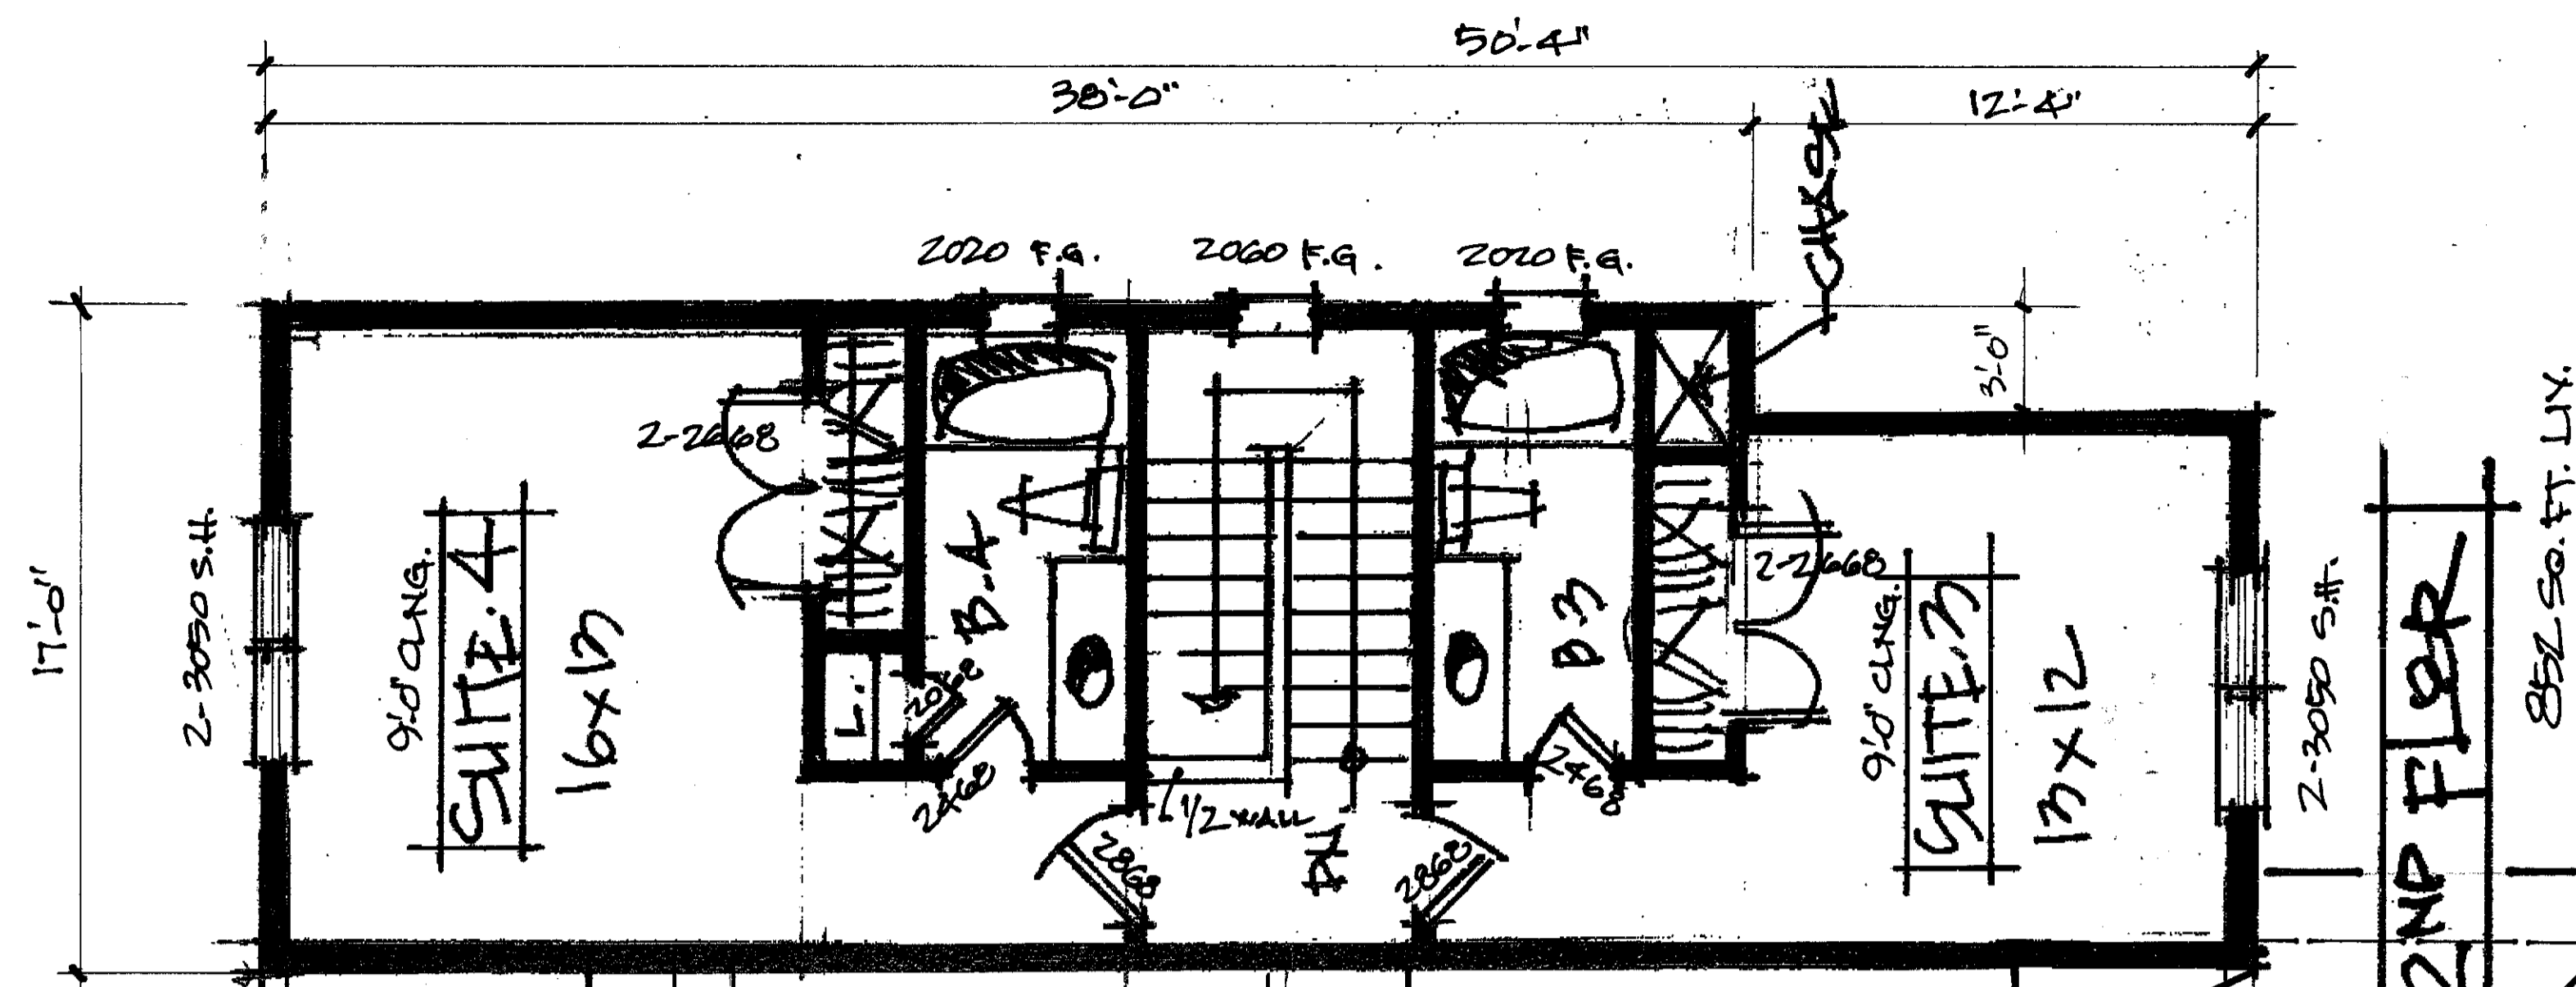 50'-4"
38'-0"
12'-4"
CHASE
2020 F.G.
2060 F.G.
2020 F.G.
3'-0"
17'-0"
2-3050 S.H.
9'-0" CLNG.
SUITE.4
16x13
2-2668
B.4
L.
2068
2468
2868
1/2 WALL
DN
2868
2468
B.3
2-2668
9'-0" CLNG.
SUITE.3
13x12
2-3050 S.H.
2ND FLOR
852 SQ. FT. LIV.